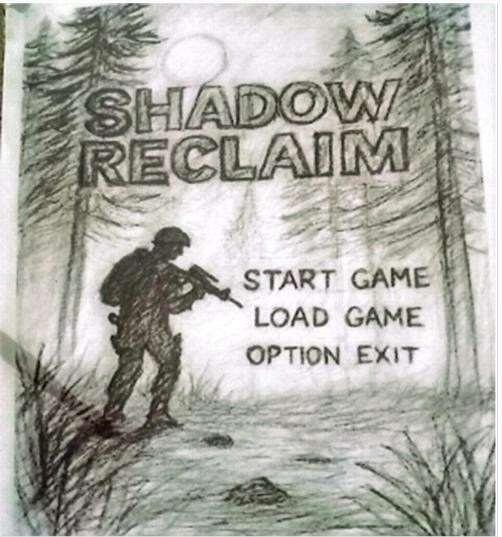 SHADOW
RECLAIM
START GAME
LOAD GAME
OPTION EXIT